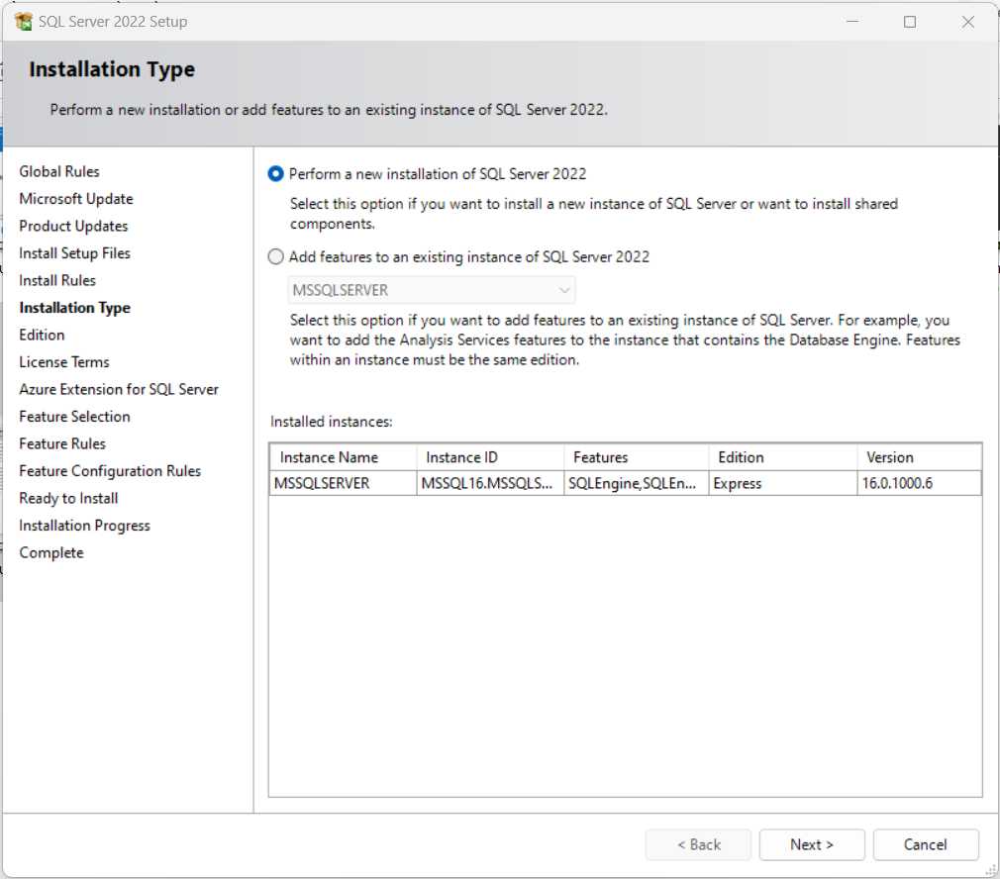 SQL Server 2022 Setup
Installation Type
Perform a new installation or add features to an existing instance of SQL Server 2022.
Global Rules
Microsoft Update
Product Updates
Install Setup Files
Install Rules
Installation Type
Edition
License Terms
Azure Extension for SQL Server
Feature Selection
Feature Rules
Feature Configuration Rules
Ready to Install
Installation Progress
Complete
Perform a new installation of SQL Server 2022
Select this option if you want to install a new instance of SQL Server or want to install shared
components.
Add features to an existing instance of SQL Server 2022
MSSQLSERVER
Select this option if you want to add features to an existing instance of SQL Server. For example, you
want to add the Analysis Services features to the instance that contains the Database Engine. Features
within an instance must be the same edition.
Installed instances:
Instance Name Instance ID Features Edition Version
MSSQLSERVER MSSQL16.MSSQLS... SQLEngine,SQLEn... Express 16.0.1000.6
< Back Next > Cancel